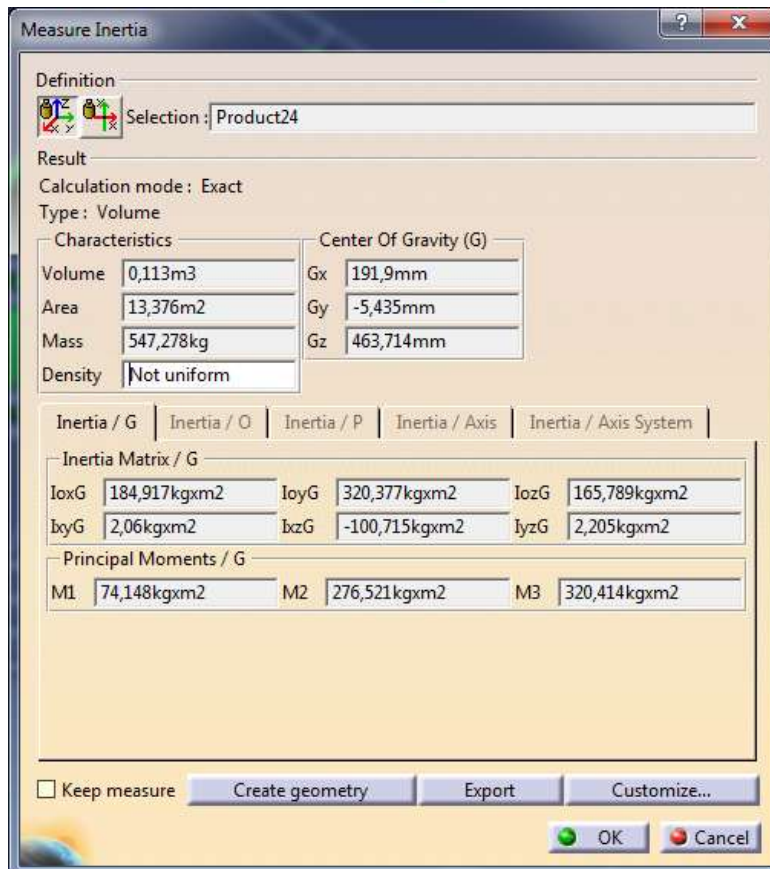 Measure Inertia
Definition
Selection : Product24
Result
Calculation mode : Exact
Type : Volume
Characteristics
Volume 0,113m3
Area 13,376m2
Mass 547,278kg
Density Not uniform
Center Of Gravity (G)
Gx 191,9mm
Gy -5,435mm
Gz 463,714mm
Inertia / G Inertia / O Inertia / P Inertia / Axis Inertia / Axis System
Inertia Matrix / G
IoxG 184,917kgxm2 IoyG 320,377kgxm2 IozG 165,789kgxm2
IxyG 2,06kgxm2 IxzG -100,715kgxm2 IyzG 2,205kgxm2
Principal Moments / G
M1 74,148kgxm2 M2 276,521kgxm2 M3 320,414kgxm2
Keep measure Create geometry Export Customize...
OK Cancel